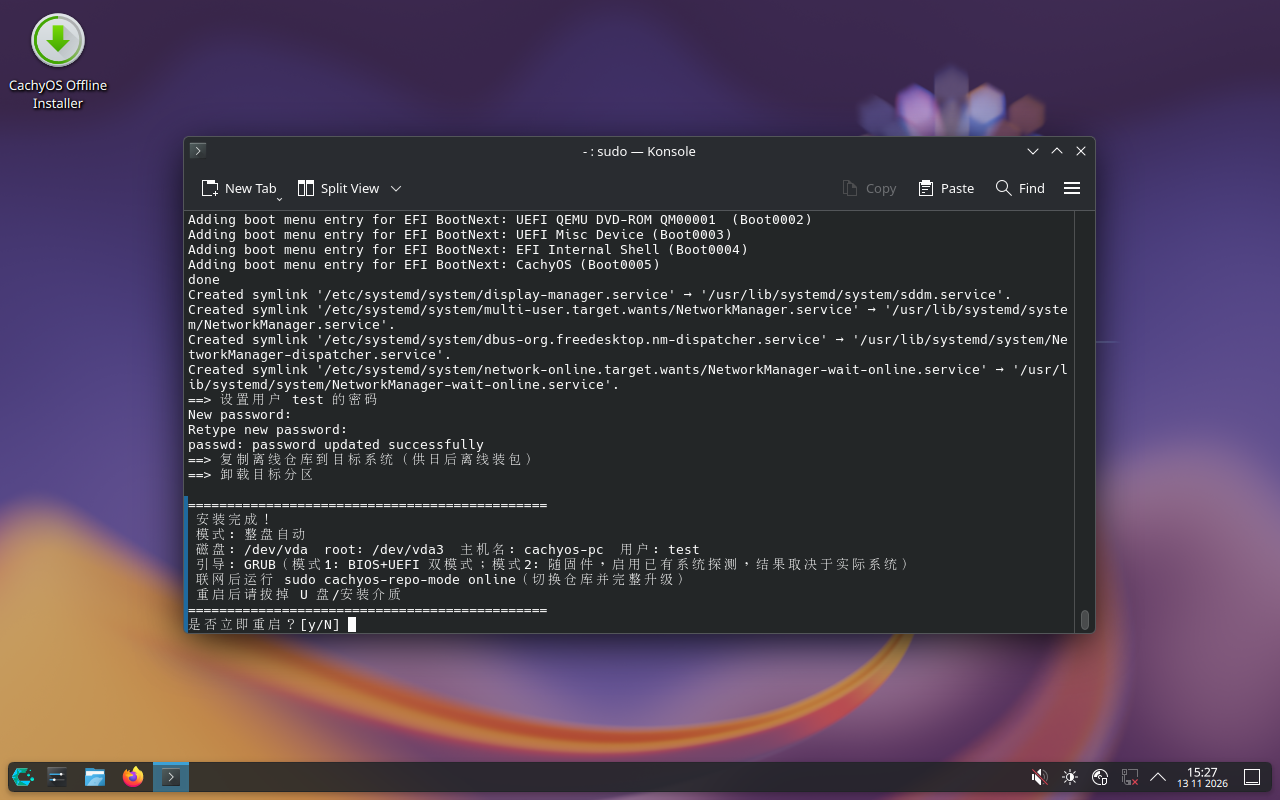 CachyOS Offline
Installer
- : sudo — Konsole
New Tab
Split View
Copy
Paste
Find
Adding boot menu entry for EFI BootNext: UEFI QEMU DVD-ROM QM00001  (Boot0002)
Adding boot menu entry for EFI BootNext: UEFI Misc Device (Boot0003)
Adding boot menu entry for EFI BootNext: EFI Internal Shell (Boot0004)
Adding boot menu entry for EFI BootNext: CachyOS (Boot0005)
done
Created symlink '/etc/systemd/system/display-manager.service' → '/usr/lib/systemd/system/sddm.service'.
Created symlink '/etc/systemd/system/multi-user.target.wants/NetworkManager.service' → '/usr/lib/systemd/syste
m/NetworkManager.service'.
Created symlink '/etc/systemd/system/dbus-org.freedesktop.nm-dispatcher.service' → '/usr/lib/systemd/system/Ne
tworkManager-dispatcher.service'.
Created symlink '/etc/systemd/system/network-online.target.wants/NetworkManager-wait-online.service' → '/usr/l
ib/systemd/system/NetworkManager-wait-online.service'.
==> 设置用户 test 的密码
New password:
Retype new password:
passwd: password updated successfully
==> 复制离线仓库到目标系统（供日后离线装包）
==> 卸载目标分区
=============================================
安装完成！
模式: 整盘自动
磁盘: /dev/vda  root: /dev/vda3  主机名: cachyos-pc  用户: test
引导: GRUB（模式1: BIOS+UEFI 双模式；模式2: 随固件，启用已有系统探测，结果取决于实际系统）
联网后运行 sudo cachyos-repo-mode online（切换仓库并完整升级）
重启后请拔掉 U 盘/安装介质
=============================================
是否立即重启？[y/N]
15:27
13 11 2026